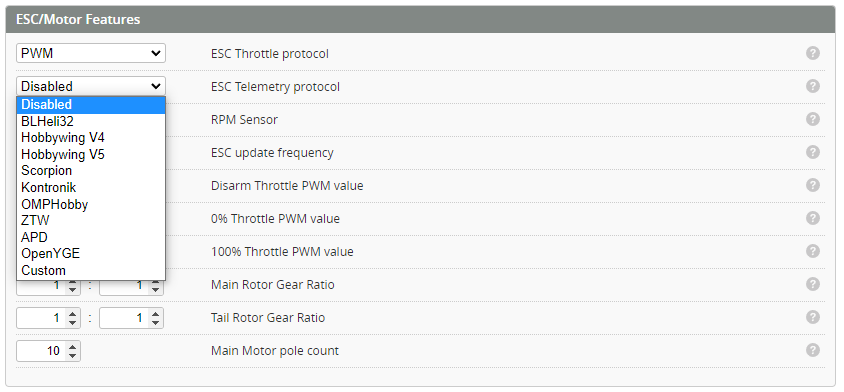 ESC/Motor Features
PWM ESC Throttle protocol ?
Disabled ESC Telemetry protocol ?
Disabled
BLHeli32 RPM Sensor ?
Hobbywing V4
Hobbywing V5 ESC update frequency ?
Scorpion
Kontronik Disarm Throttle PWM value ?
OMPHobby
ZTW 0% Throttle PWM value ?
APD
OpenYGE 100% Throttle PWM value ?
Custom
1 : 1 Main Rotor Gear Ratio ?
1 : 1 Tail Rotor Gear Ratio ?
10 Main Motor pole count ?